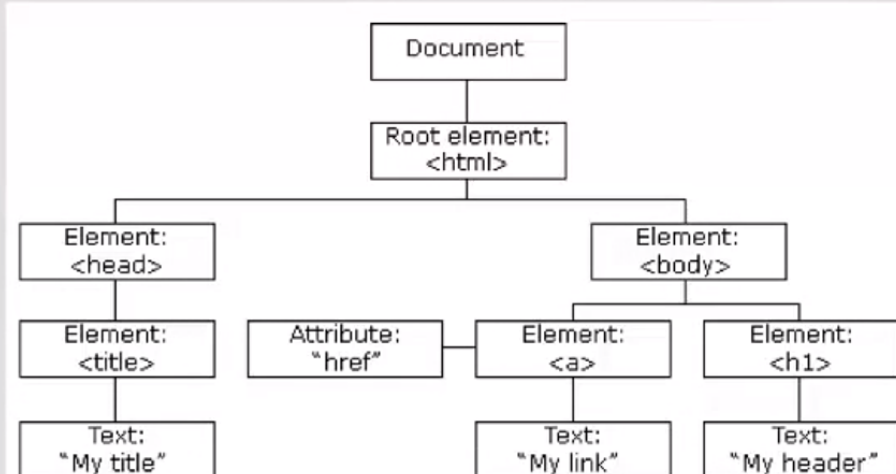 Document
Root element:
<html>
Element:
<head>
Element:
<body>
Element:
<title>
Attribute:
“href”
Element:
<a>
Element:
<h1>
Text:
“My title”
Text:
“My link”
Text:
“My header”